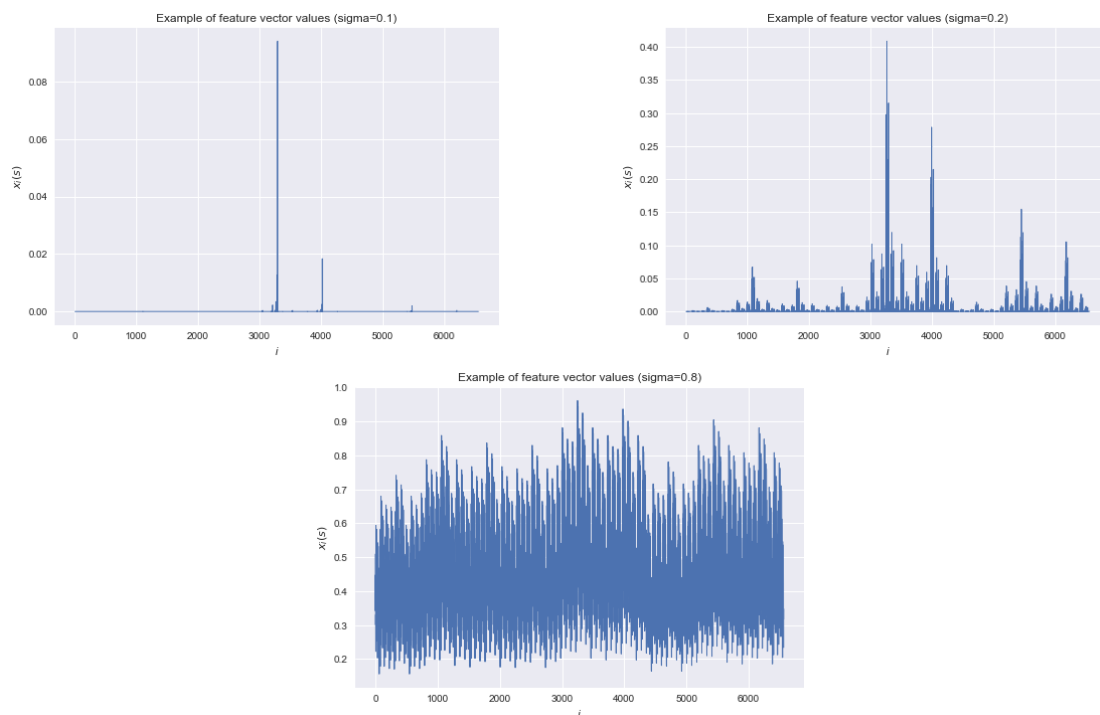 Example of feature vector values (sigma=0.1)
0.08
0.06
0.04
0.02
0.00
x_i(s)
0 1000 2000 3000 4000 5000 6000
i
Example of feature vector values (sigma=0.2)
0.40
0.35
0.30
0.25
0.20
0.15
0.10
0.05
0.00
x_i(s)
0 1000 2000 3000 4000 5000 6000
i
Example of feature vector values (sigma=0.8)
1.0
0.9
0.8
0.7
0.6
0.5
0.4
0.3
0.2
x_i(s)
0 1000 2000 3000 4000 5000 6000
i